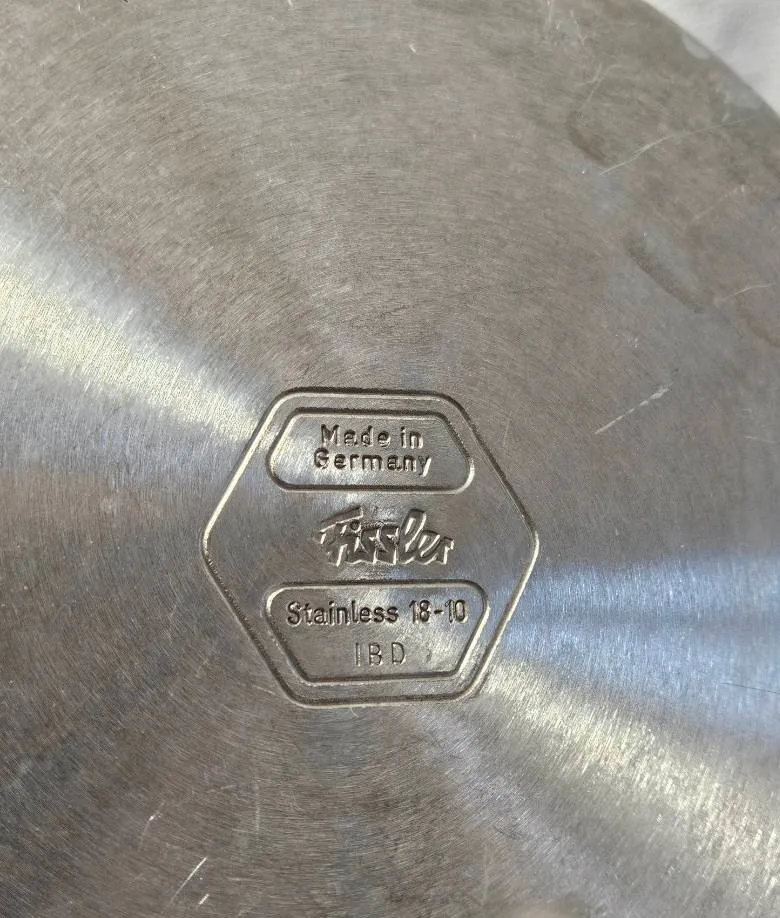 Made in
Germany
Fissler
Stainless 18-10
IBD